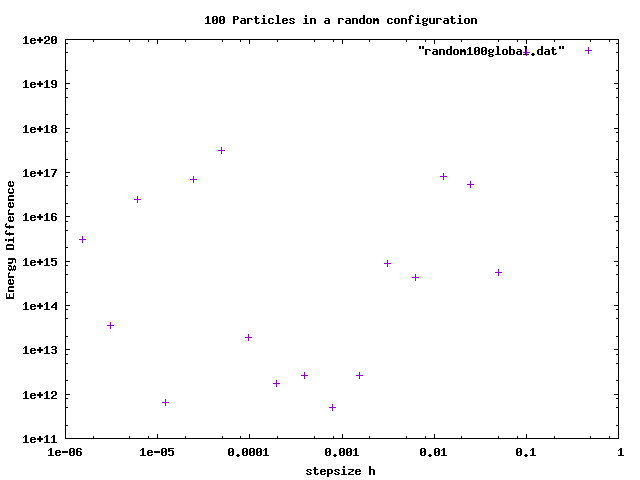 100 Particles in a random configuration
"random100global.dat"
1e+20
1e+19
1e+18
1e+17
1e+16
1e+15
1e+14
1e+13
1e+12
1e+11
Energy Difference
1e-06 1e-05 0.0001 0.001 0.01 0.1 1
stepsize h